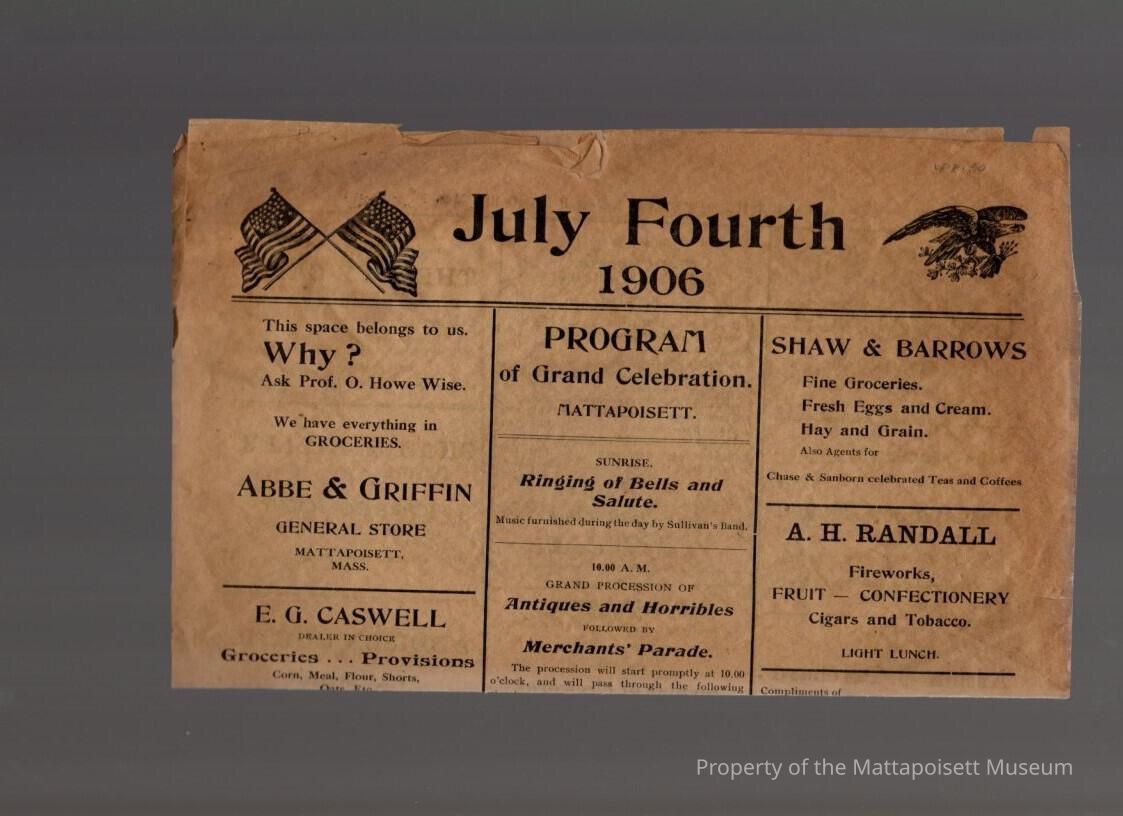 July Fourth
1906
This space belongs to us.
Why?
Ask Prof. O. Howe Wise.
We have everything in
GROCERIES.
ABBE & GRIFFIN
GENERAL STORE
MATTAPOISETT,
MASS.
E. G. CASWELL
DEALER IN CHOICE
Groceries ... Provisions
Corn, Meal, Flour, Shorts,
Oats, Etc.
PROGRAM
of Grand Celebration.
MATTAPOISETT.
SUNRISE.
Ringing of Bells and
Salute.
Music furnished during the day by Sullivan's Band.
10.00 A. M.
GRAND PROCESSION OF
Antiques and Horribles
FOLLOWED BY
Merchants' Parade.
The procession will start promptly at 10.00
o'clock, and will pass through the following
SHAW & BARROWS
Fine Groceries.
Fresh Eggs and Cream.
Hay and Grain.
Also Agents for
Chase & Sanborn celebrated Teas and Coffees
A. H. RANDALL
Fireworks,
FRUIT — CONFECTIONERY
Cigars and Tobacco.
LIGHT LUNCH.
Compliments of
Property of the Mattapoisett Museum